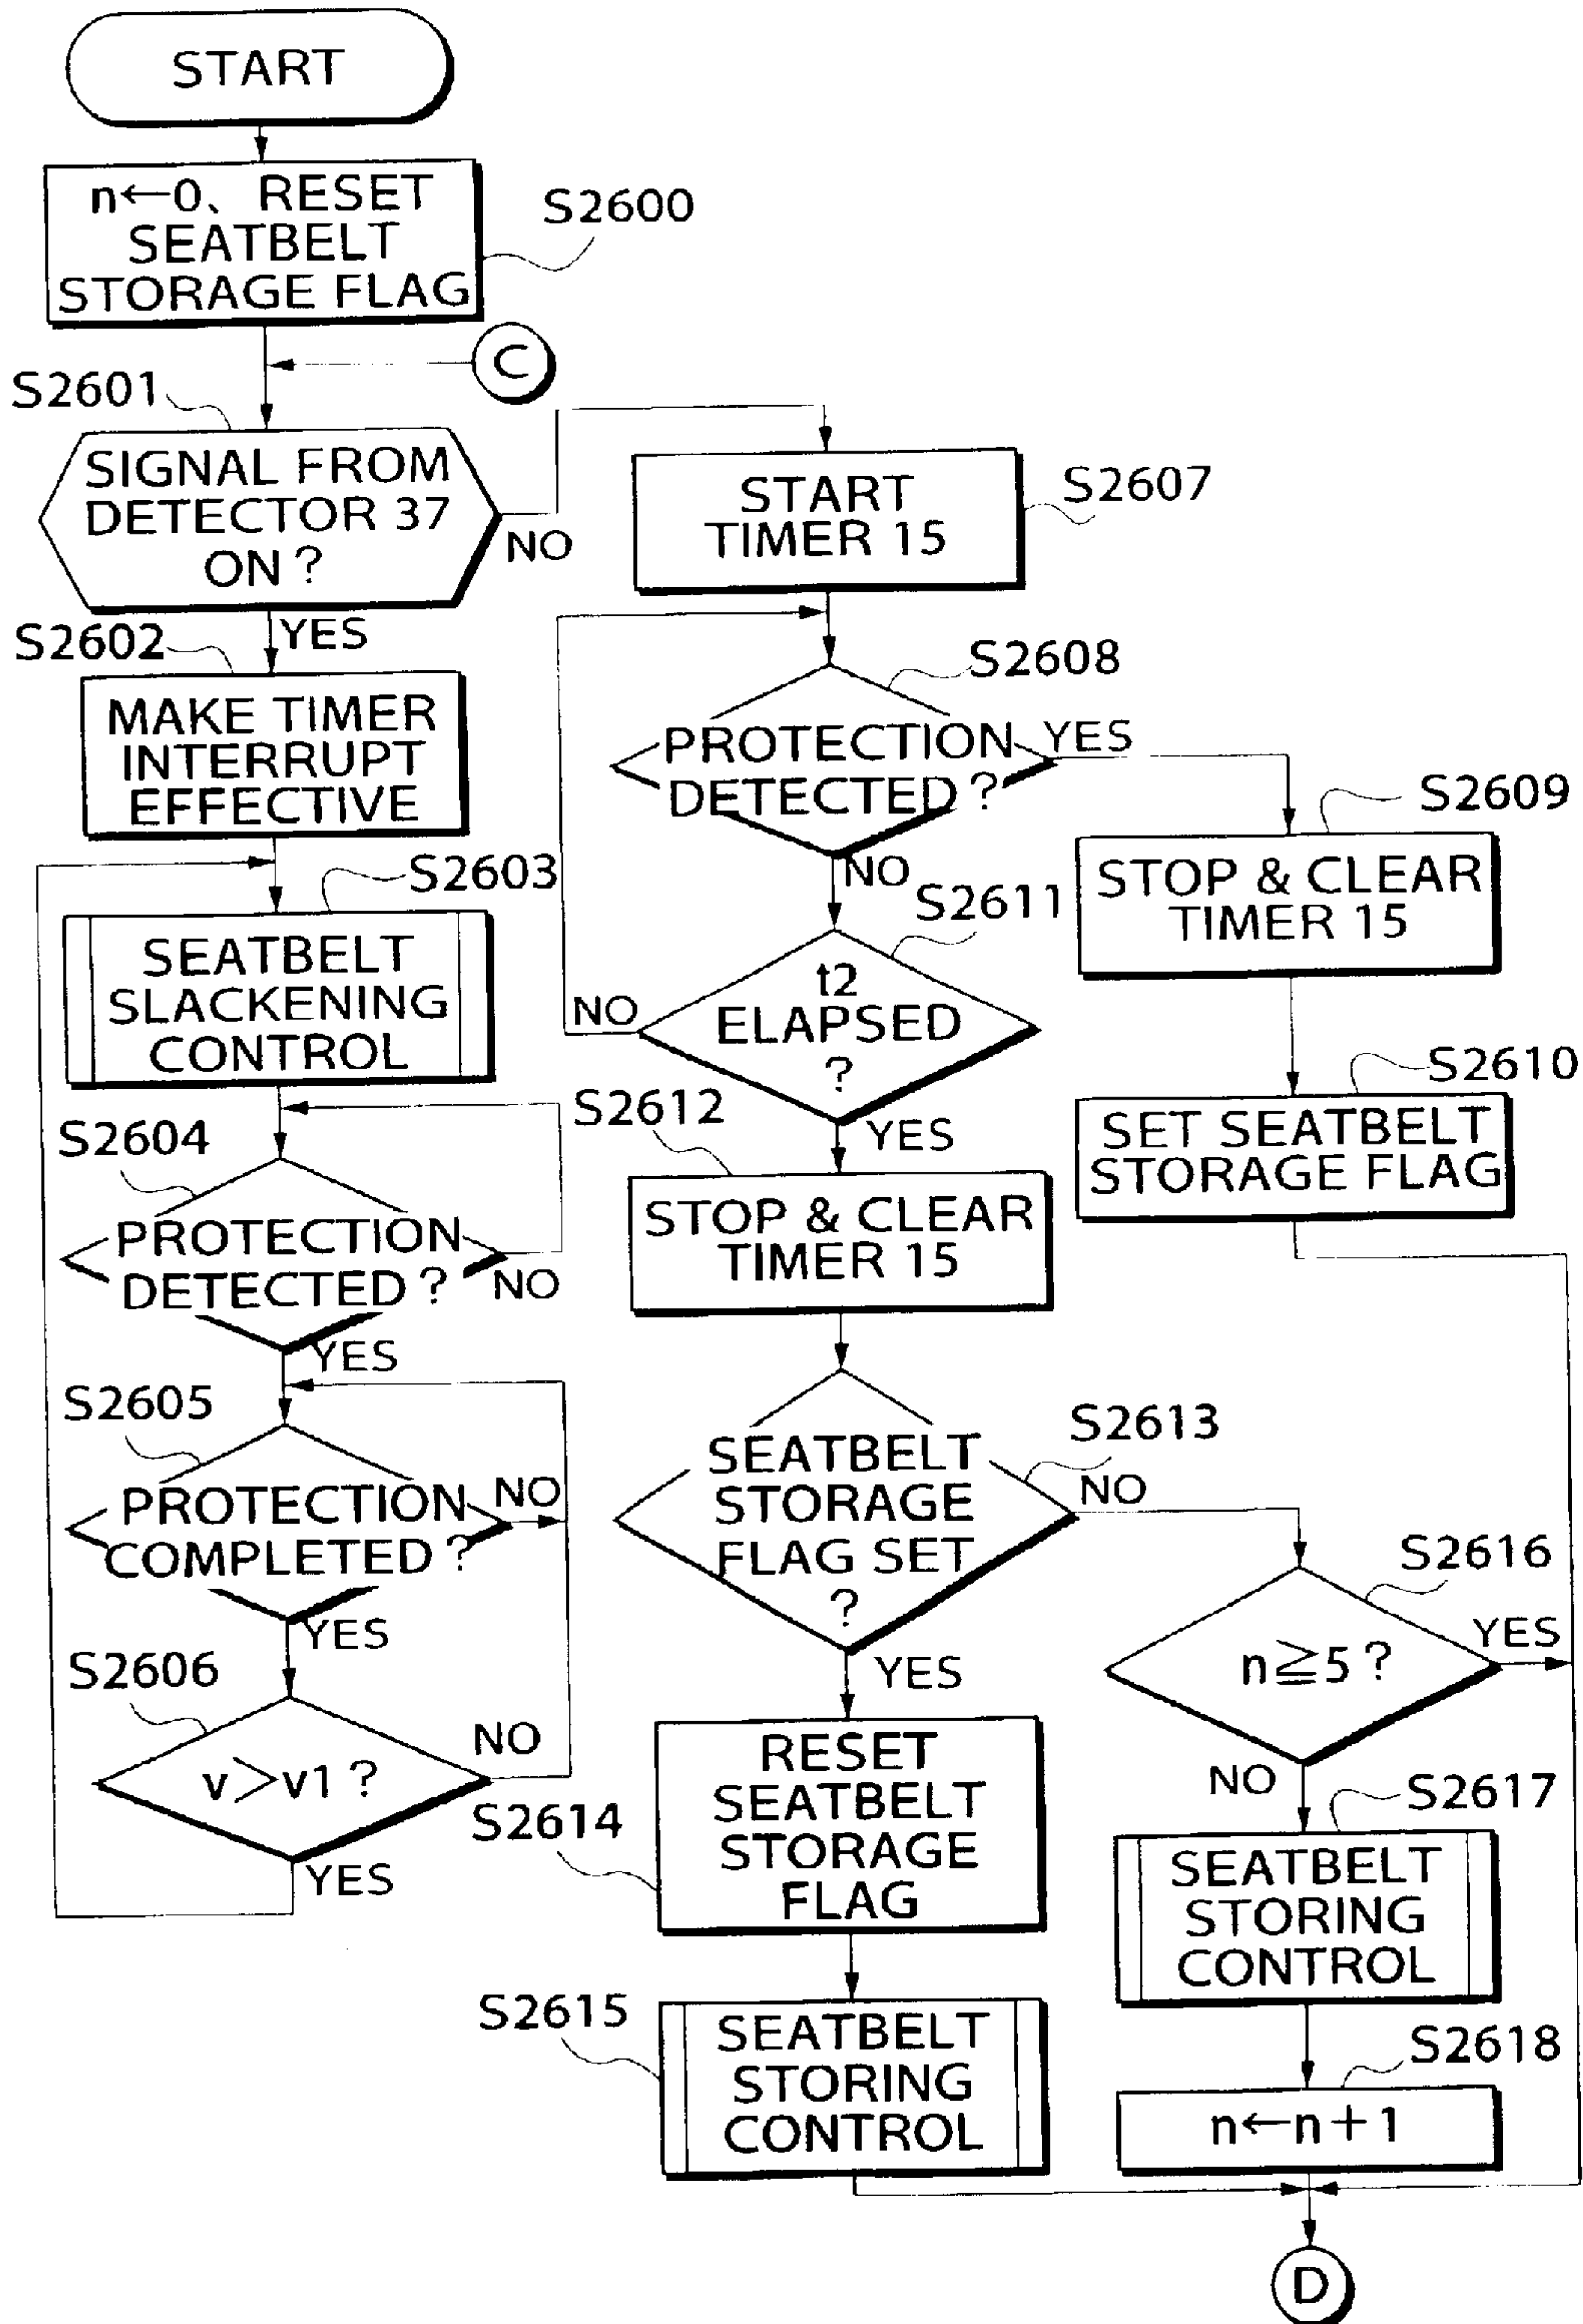 START
n←0、RESET
SEATBELT
STORAGE FLAG
S2600
C
S2601
SIGNAL FROM
DETECTOR 37
ON ?
NO
YES
S2602
MAKE TIMER
INTERRUPT
EFFECTIVE
S2603
SEATBELT
SLACKENING
CONTROL
S2604
PROTECTION
DETECTED ?
NO
YES
S2605
PROTECTION
COMPLETED ?
NO
YES
S2606
v>v1 ?
NO
YES
START
TIMER 15
S2607
S2608
PROTECTION
DETECTED ?
YES
NO
S2609
STOP & CLEAR
TIMER 15
S2610
SET SEATBELT
STORAGE FLAG
S2611
t2
ELAPSED
?
NO
YES
S2612
STOP & CLEAR
TIMER 15
S2613
SEATBELT
STORAGE
FLAG SET
?
NO
YES
S2614
RESET
SEATBELT
STORAGE
FLAG
S2615
SEATBELT
STORING
CONTROL
S2616
n≧5 ?
YES
NO
S2617
SEATBELT
STORING
CONTROL
S2618
n←n+1
D